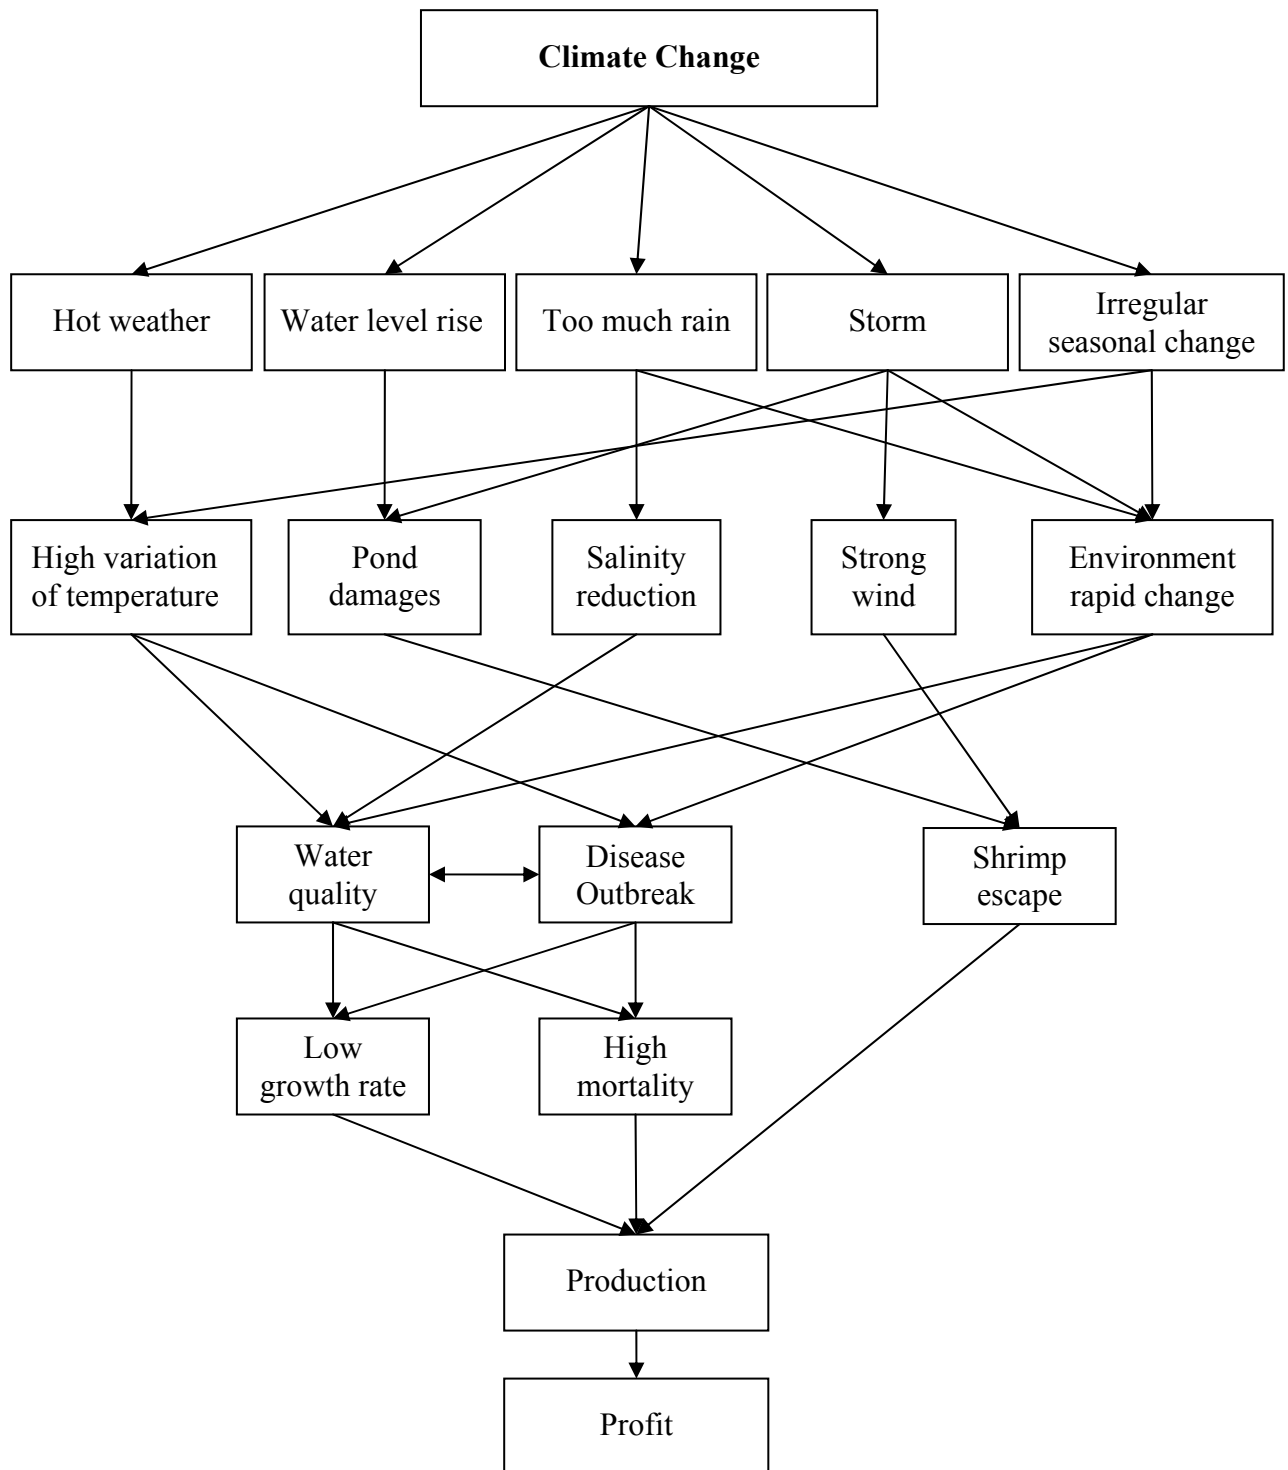 Climate Change
Hot weather
Water level rise
Too much rain
Storm
Irregular
seasonal change
High variation
of temperature
Pond
damages
Salinity
reduction
Strong
wind
Environment
rapid change
Water
quality
Disease
Outbreak
Shrimp
escape
Low
growth rate
High
mortality
Production
Profit